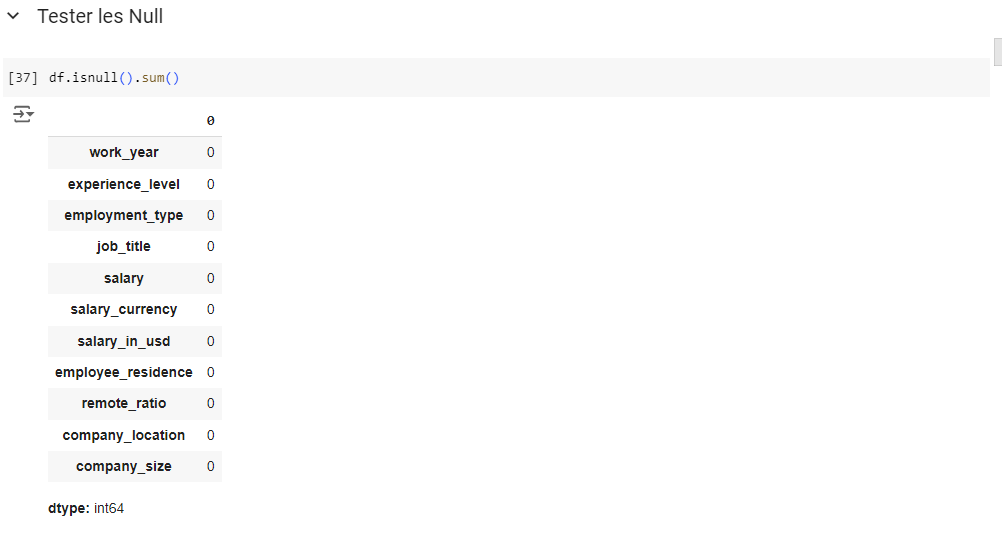 Tester les Null
[37] df.isnull().sum()
0
work_year 0
experience_level 0
employment_type 0
job_title 0
salary 0
salary_currency 0
salary_in_usd 0
employee_residence 0
remote_ratio 0
company_location 0
company_size 0
dtype: int64